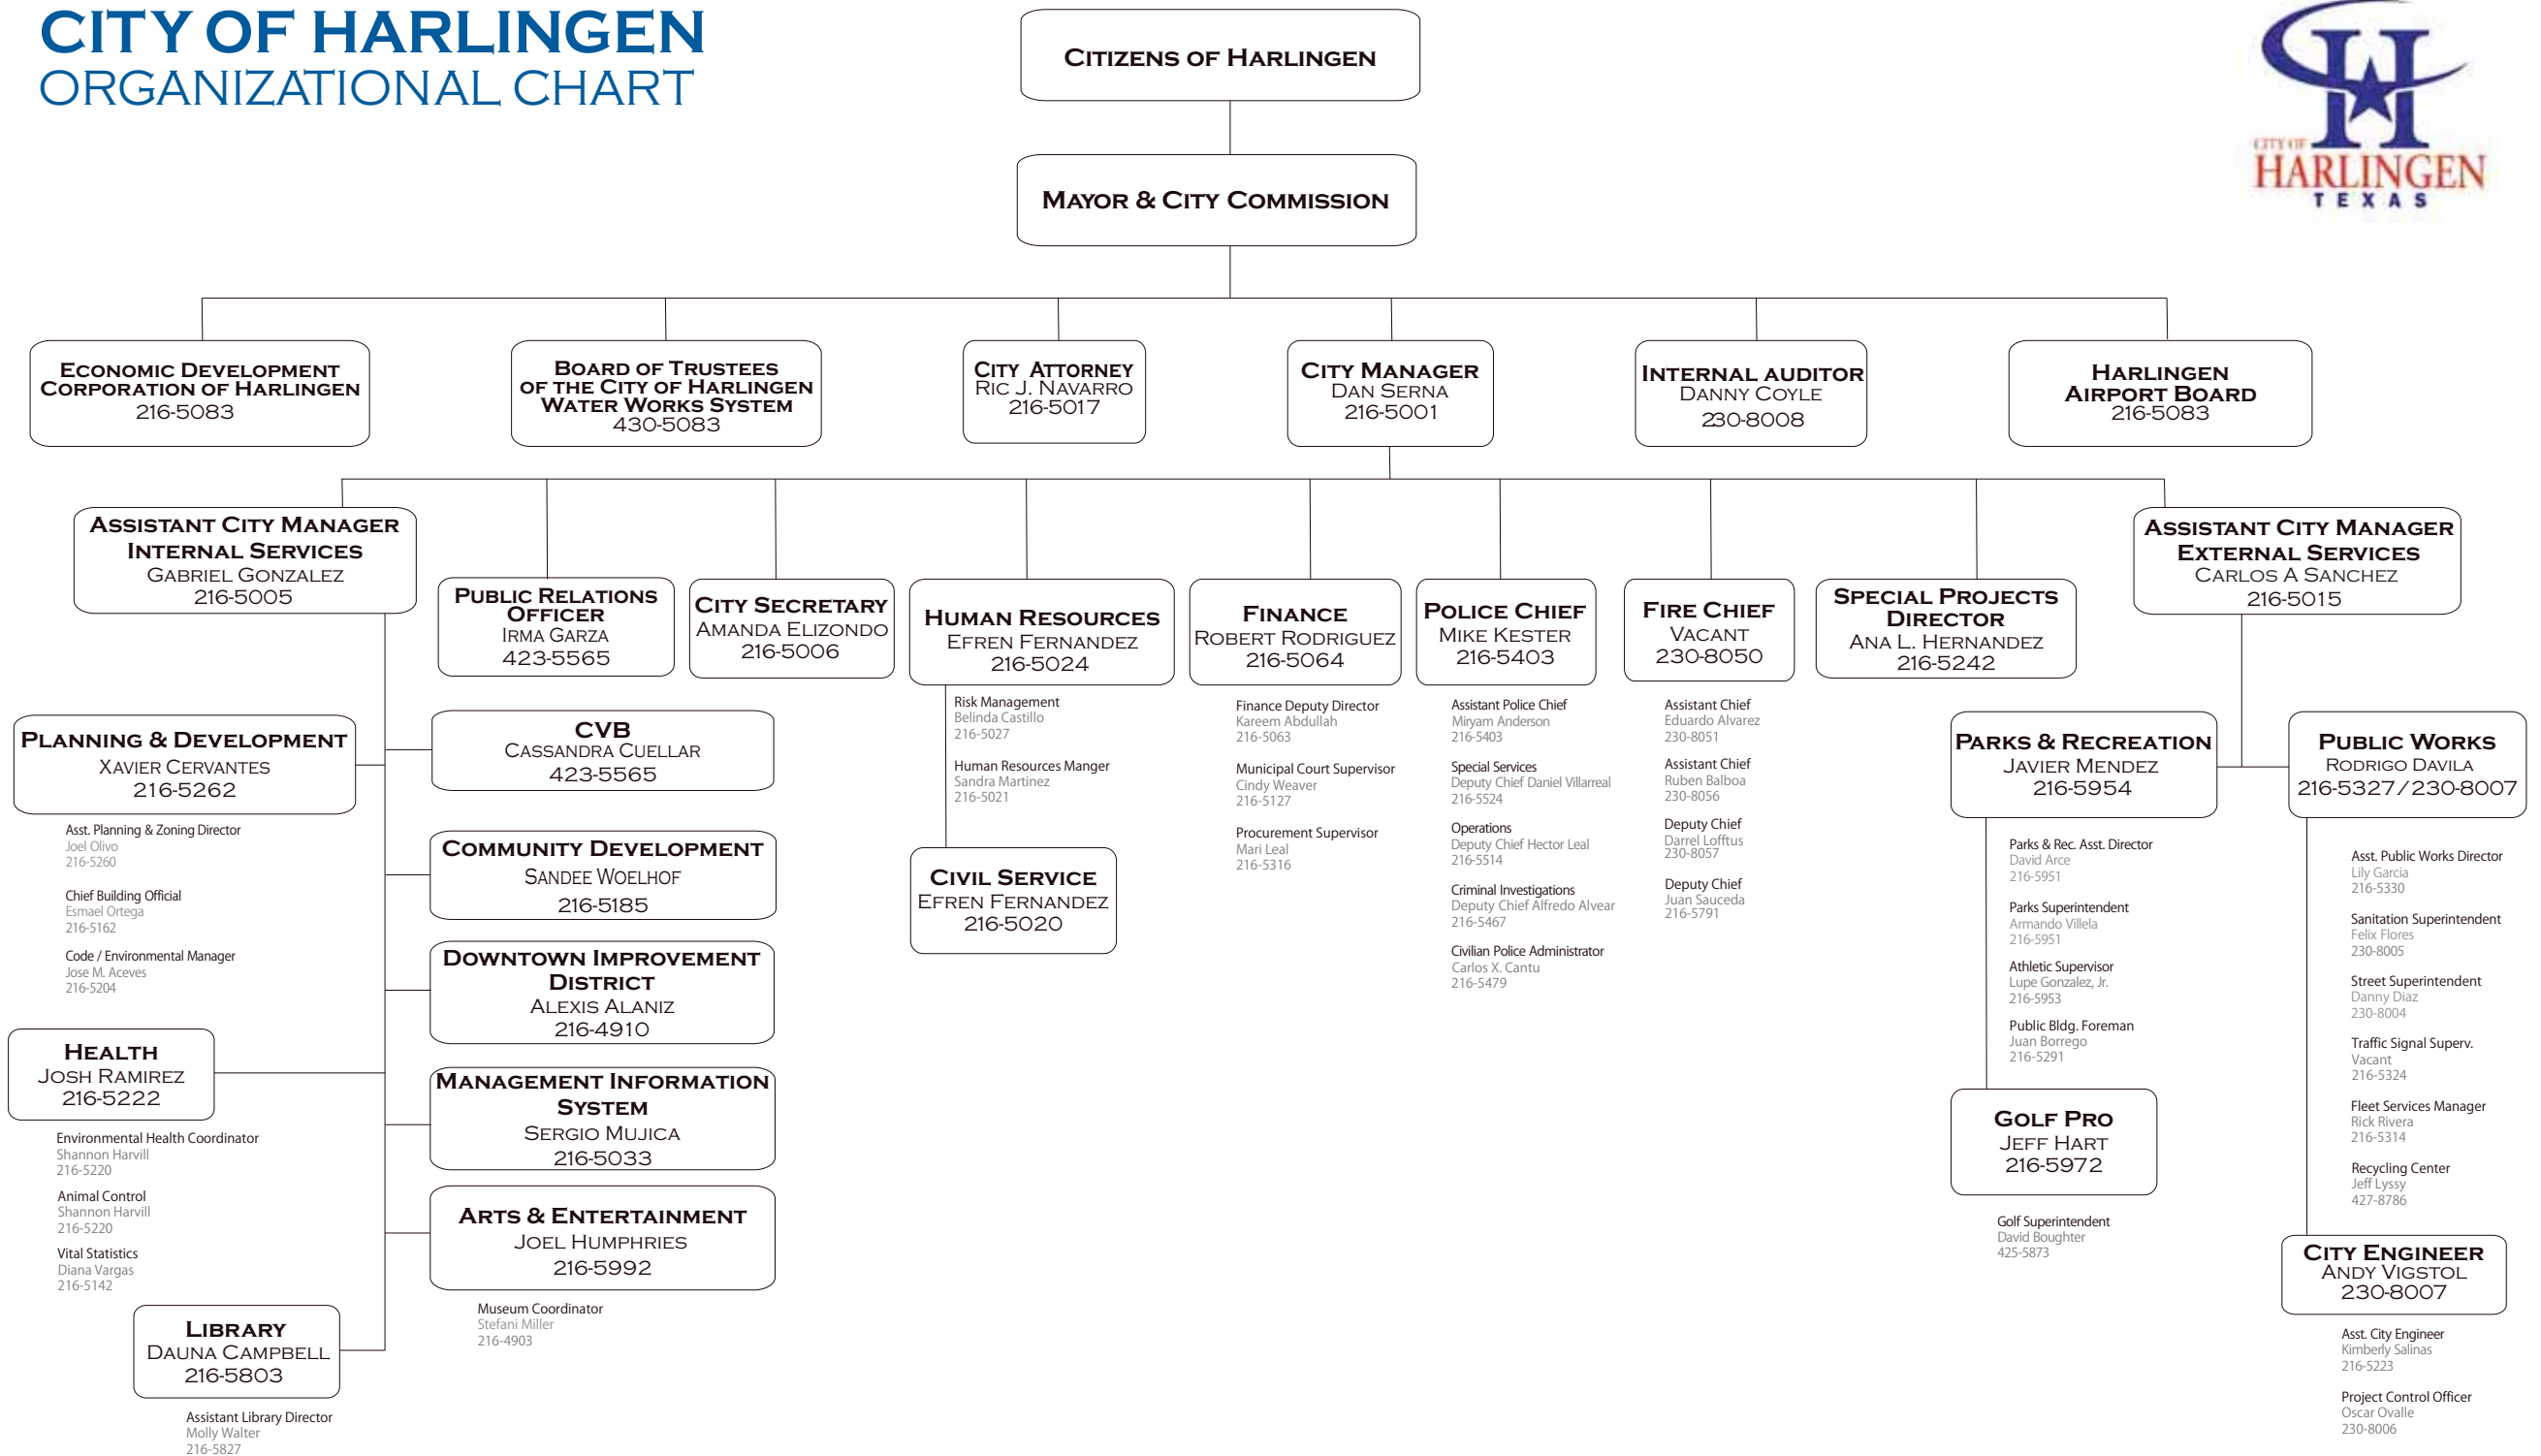 CITY OF HARLINGEN
ORGANIZATIONAL CHART
CITY OF
HARLINGEN
TEXAS
CITIZENS OF HARLINGEN
MAYOR & CITY COMMISSION
ECONOMIC DEVELOPMENT
CORPORATION OF HARLINGEN
216-5083
BOARD OF TRUSTEES
OF THE CITY OF HARLINGEN
WATER WORKS SYSTEM
430-5083
CITY ATTORNEY
RIC J. NAVARRO
216-5017
CITY MANAGER
DAN SERNA
216-5001
INTERNAL AUDITOR
DANNY COYLE
230-8008
HARLINGEN
AIRPORT BOARD
216-5083
ASSISTANT CITY MANAGER
INTERNAL SERVICES
GABRIEL GONZALEZ
216-5005
PUBLIC RELATIONS
OFFICER
IRMA GARZA
423-5565
CITY SECRETARY
AMANDA ELIZONDO
216-5006
HUMAN RESOURCES
EFREN FERNANDEZ
216-5024
FINANCE
ROBERT RODRIGUEZ
216-5064
POLICE CHIEF
MIKE KESTER
216-5403
FIRE CHIEF
VACANT
230-8050
SPECIAL PROJECTS
DIRECTOR
ANA L. HERNANDEZ
216-5242
ASSISTANT CITY MANAGER
EXTERNAL SERVICES
CARLOS A SANCHEZ
216-5015
PLANNING & DEVELOPMENT
XAVIER CERVANTES
216-5262
Asst. Planning & Zoning Director
Joel Olivo
216-5260
Chief Building Official
Esmael Ortega
216-5162
Code / Environmental Manager
Jose M. Aceves
216-5204
HEALTH
JOSH RAMIREZ
216-5222
Environmental Health Coordinator
Shannon Harvill
216-5220
Animal Control
Shannon Harvill
216-5220
Vital Statistics
Diana Vargas
216-5142
LIBRARY
DAUNA CAMPBELL
216-5803
Assistant Library Director
Molly Walter
216-5827
CVB
CASSANDRA CUELLAR
423-5565
COMMUNITY DEVELOPMENT
SANDEE WOELHOF
216-5185
DOWNTOWN IMPROVEMENT
DISTRICT
ALEXIS ALANIZ
216-4910
MANAGEMENT INFORMATION
SYSTEM
SERGIO MUJICA
216-5033
ARTS & ENTERTAINMENT
JOEL HUMPHRIES
216-5992
Museum Coordinator
Stefani Miller
216-4903
Risk Management
Belinda Castillo
216-5027
Human Resources Manger
Sandra Martinez
216-5021
CIVIL SERVICE
EFREN FERNANDEZ
216-5020
Finance Deputy Director
Kareem Abdullah
216-5063
Municipal Court Supervisor
Cindy Weaver
216-5127
Procurement Supervisor
Mari Leal
216-5316
Assistant Police Chief
Miryam Anderson
216-5403
Special Services
Deputy Chief Daniel Villarreal
216-5524
Operations
Deputy Chief Hector Leal
216-5514
Criminal Investigations
Deputy Chief Alfredo Alvear
216-5467
Civilian Police Administrator
Carlos X. Cantu
216-5479
Assistant Chief
Eduardo Alvarez
230-8051
Assistant Chief
Ruben Balboa
230-8056
Deputy Chief
Darrel Lofftus
230-8057
Deputy Chief
Juan Sauceda
216-5791
PARKS & RECREATION
JAVIER MENDEZ
216-5954
Parks & Rec. Asst. Director
David Arce
216-5951
Parks Superintendent
Armando Villela
216-5951
Athletic Supervisor
Lupe Gonzalez, Jr.
216-5953
Public Bldg. Foreman
Juan Borrego
216-5291
GOLF PRO
JEFF HART
216-5972
Golf Superintendent
David Boughter
425-5873
PUBLIC WORKS
RODRIGO DAVILA
216-5327/230-8007
Asst. Public Works Director
Lily Garcia
216-5330
Sanitation Superintendent
Felix Flores
230-8005
Street Superintendent
Danny Diaz
230-8004
Traffic Signal Superv.
Vacant
216-5324
Fleet Services Manager
Rick Rivera
216-5314
Recycling Center
Jeff Lyssy
427-8786
CITY ENGINEER
ANDY VIGSTOL
230-8007
Asst. City Engineer
Kimberly Salinas
216-5223
Project Control Officer
Oscar Ovalle
230-8006